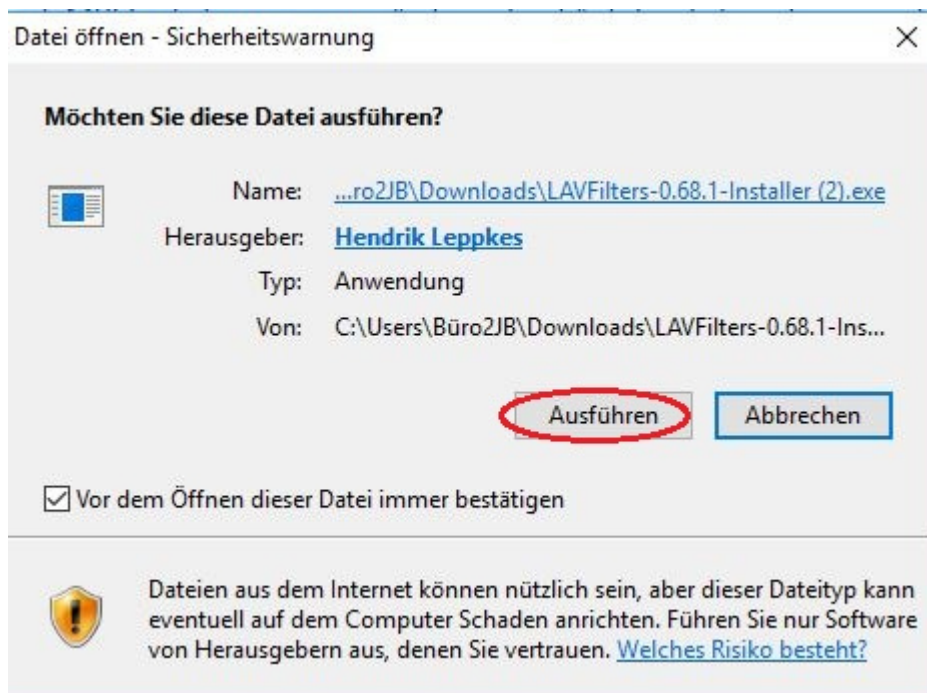 Datei öffnen - Sicherheitswarnung
Möchten Sie diese Datei ausführen?
Name: ...ro2JB\Downloads\LAVFilters-0.68.1-Installer (2).exe
Herausgeber: Hendrik Leppkes
Typ: Anwendung
Von: C:\Users\Büro2JB\Downloads\LAVFilters-0.68.1-Ins...
Ausführen Abbrechen
Vor dem Öffnen dieser Datei immer bestätigen
Dateien aus dem Internet können nützlich sein, aber dieser Dateityp kann
eventuell auf dem Computer Schaden anrichten. Führen Sie nur Software
von Herausgebern aus, denen Sie vertrauen. Welches Risiko besteht?